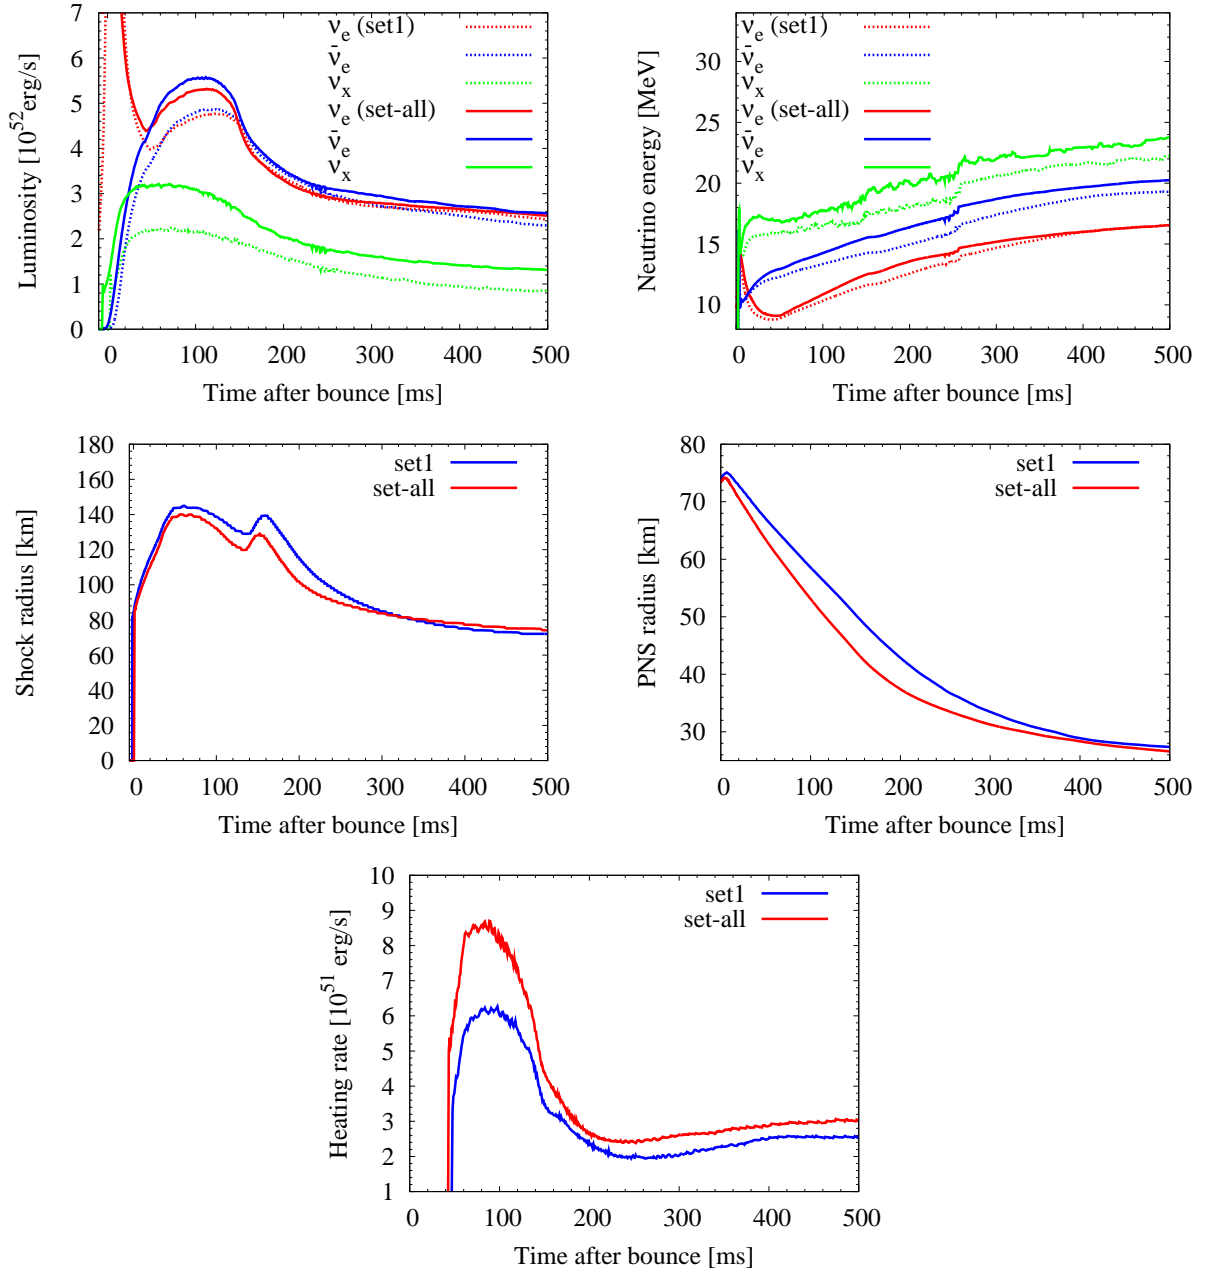 Luminosity [10^52 erg/s]
7
6
5
4
3
2
1
0
ν_e (set1)
ν̄_e
ν_x
ν_e (set-all)
ν̄_e
ν_x
0 100 200 300 400 500
Time after bounce [ms]
Neutrino energy [MeV]
30
25
20
15
10
ν_e (set1)
ν̄_e
ν_x
ν_e (set-all)
ν̄_e
ν_x
0 100 200 300 400 500
Time after bounce [ms]
Shock radius [km]
180
160
140
120
100
80
60
40
20
0
set1
set-all
0 100 200 300 400 500
Time after bounce [ms]
PNS radius [km]
80
70
60
50
40
30
set1
set-all
0 100 200 300 400 500
Time after bounce [ms]
Heating rate [10^51 erg/s]
10
9
8
7
6
5
4
3
2
1
set1
set-all
0 100 200 300 400 500
Time after bounce [ms]